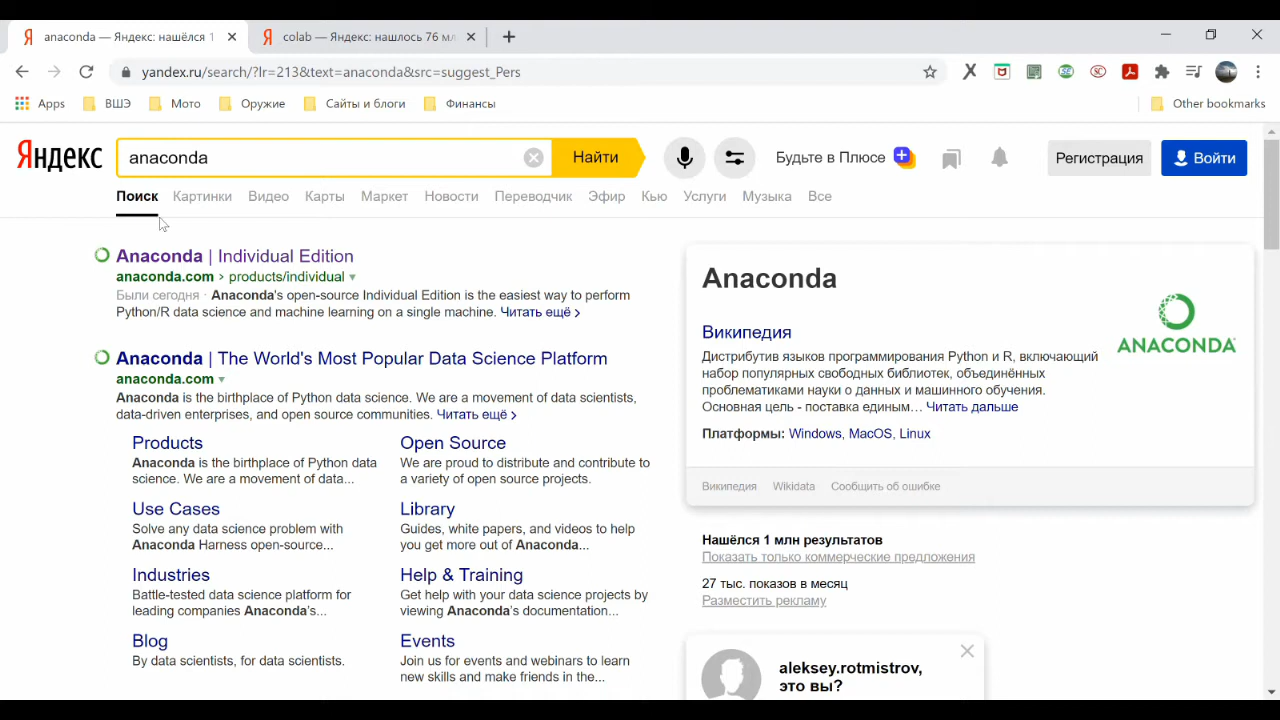 anaconda — Яндекс: нашёлся 1
colab — Яндекс: нашлось 76 мл
yandex.ru/search/?lr=213&text=anaconda&src=suggest_Pers
Apps
ВШЭ
Мото
Оружие
Сайты и блоги
Финансы
Other bookmarks
Яндекс
anaconda
Найти
Будьте в Плюсе
Регистрация
Войти
Поиск Картинки Видео Карты Маркет Новости Переводчик Эфир Кью Услуги Музыка Все
Anaconda | Individual Edition
anaconda.com › products/individual
Были сегодня · Anaconda's open-source Individual Edition is the easiest way to perform
Python/R data science and machine learning on a single machine. Читать ещё ›
Anaconda | The World's Most Popular Data Science Platform
anaconda.com
Anaconda is the birthplace of Python data science. We are a movement of data scientists,
data-driven enterprises, and open source communities. Читать ещё ›
Products
Anaconda is the birthplace of Python data
science. We are a movement of data...
Open Source
We are proud to distribute and contribute to
a variety of open source projects.
Use Cases
Solve any data science problem with
Anaconda Harness open-source...
Library
Guides, white papers, and videos to help
you get more out of Anaconda...
Industries
Battle-tested data science platform for
leading companies Anaconda's...
Help & Training
Get help with your data science projects by
viewing Anaconda's documentation...
Blog
By data scientists, for data scientists.
Events
Join us for events and webinars to learn
new skills and make friends in the...
Anaconda
Википедия
Дистрибутив языков программирования Python и R, включающий
набор популярных свободных библиотек, объединённых
проблематиками науки о данных и машинного обучения.
Основная цель - поставка единым… Читать дальше
Платформы: Windows, MacOS, Linux
ANACONDA
Википедия Wikidata Сообщить об ошибке
Нашёлся 1 млн результатов
Показать только коммерческие предложения
27 тыс. показов в месяц
Разместить рекламу
aleksey.rotmistrov,
это вы?